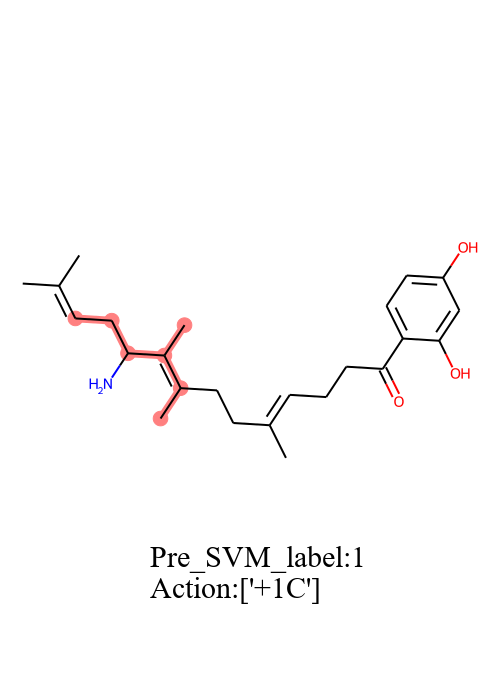 OH
OH
O
H2N
Pre_SVM_label:1
Action:['+1C']